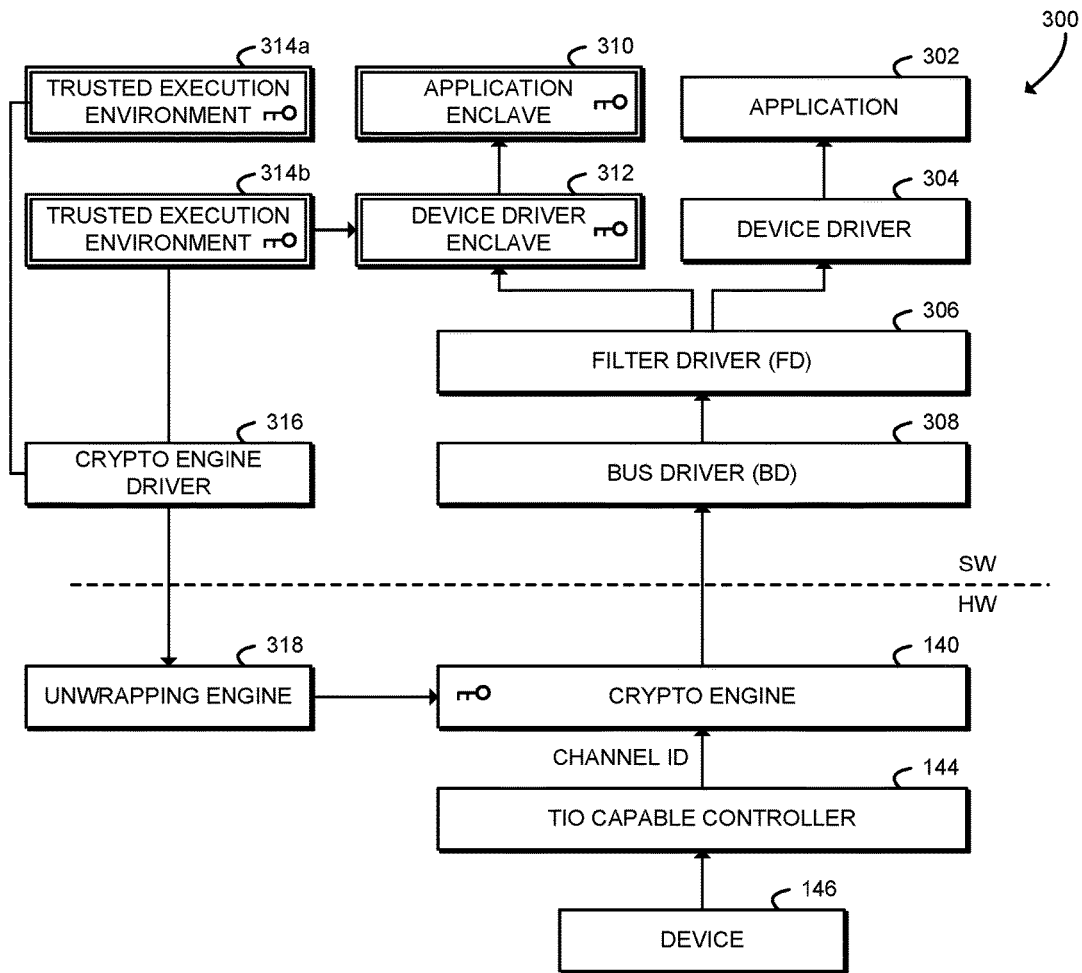 300
314a
TRUSTED EXECUTION
ENVIRONMENT
310
APPLICATION
ENCLAVE
302
APPLICATION
314b
TRUSTED EXECUTION
ENVIRONMENT
312
DEVICE DRIVER
ENCLAVE
304
DEVICE DRIVER
306
FILTER DRIVER (FD)
316
CRYPTO ENGINE
DRIVER
308
BUS DRIVER (BD)
SW
HW
318
UNWRAPPING ENGINE
140
CRYPTO ENGINE
CHANNEL ID
144
TIO CAPABLE CONTROLLER
146
DEVICE